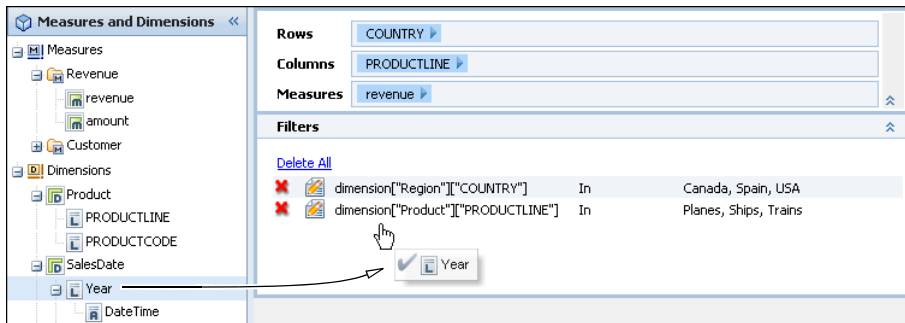 Measures and Dimensions
Measures
Revenue
revenue
amount
Customer
Dimensions
Product
PRODUCTLINE
PRODUCTCODE
SalesDate
Year
DateTime
Rows COUNTRY
Columns PRODUCTLINE
Measures revenue
Filters
Delete All
dimension["Region"]["COUNTRY"] In Canada, Spain, USA
dimension["Product"]["PRODUCTLINE"] In Planes, Ships, Trains
Year